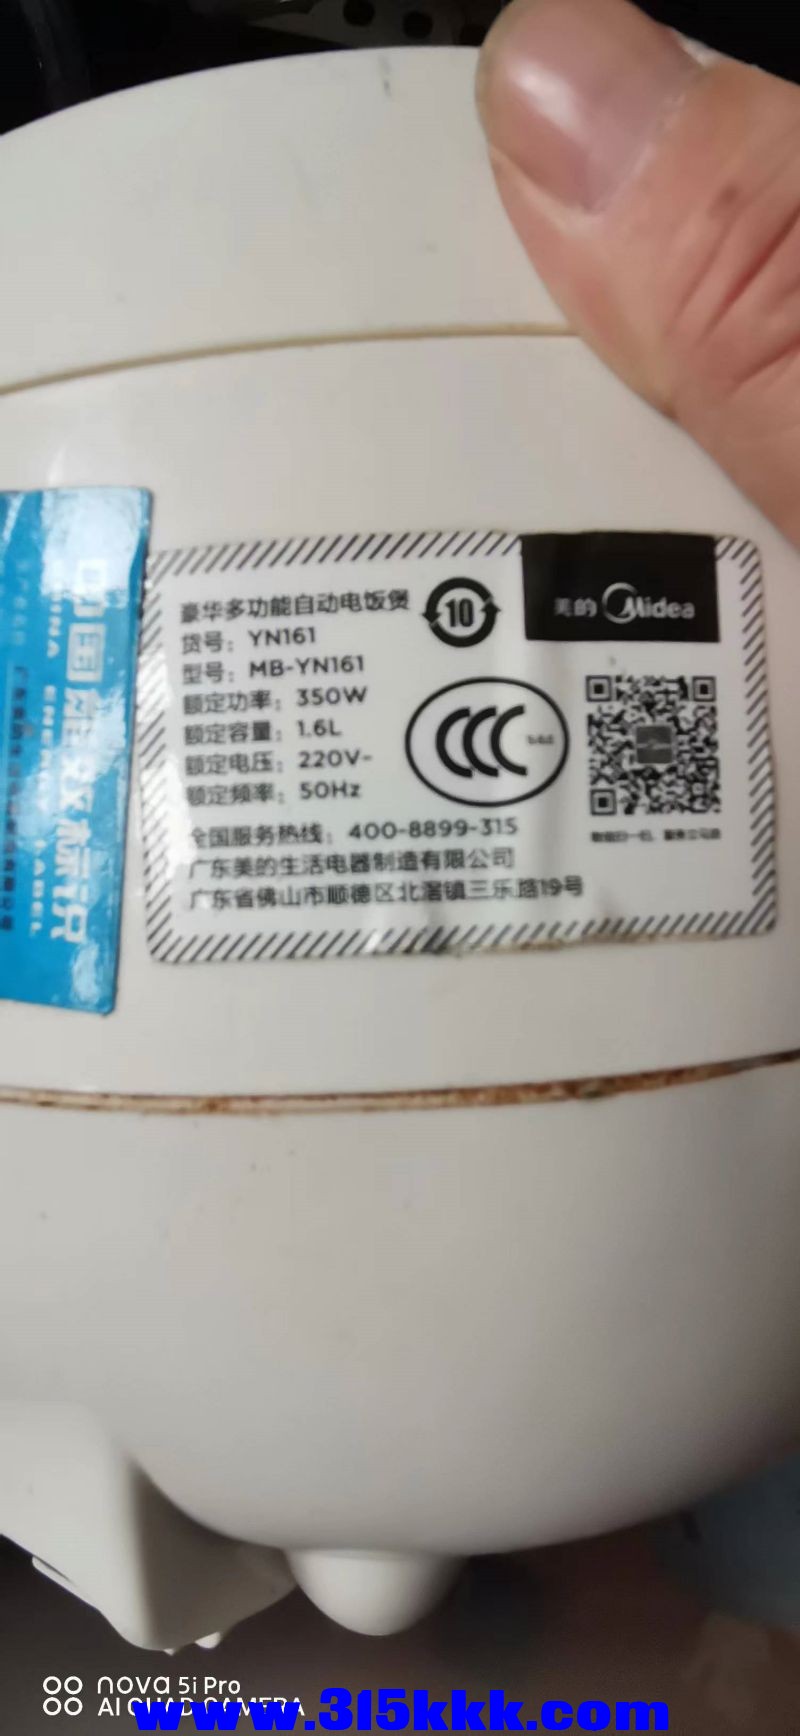 豪华多功能自动电饭煲
货号：YN161
型号：MB-YN161
额定功率：350W
额定容量：1.6L
额定电压：220V~
额定频率：50Hz
全国服务热线：400-8899-315
广东美的生活电器制造有限公司
广东省佛山市顺德区北滘镇三乐路19号
10
美的 Midea
CCC
中国能效标识
CHINA ENERGY LABEL
nova 5i Pro
AI QUAD CAMERA
www.315kkk.com